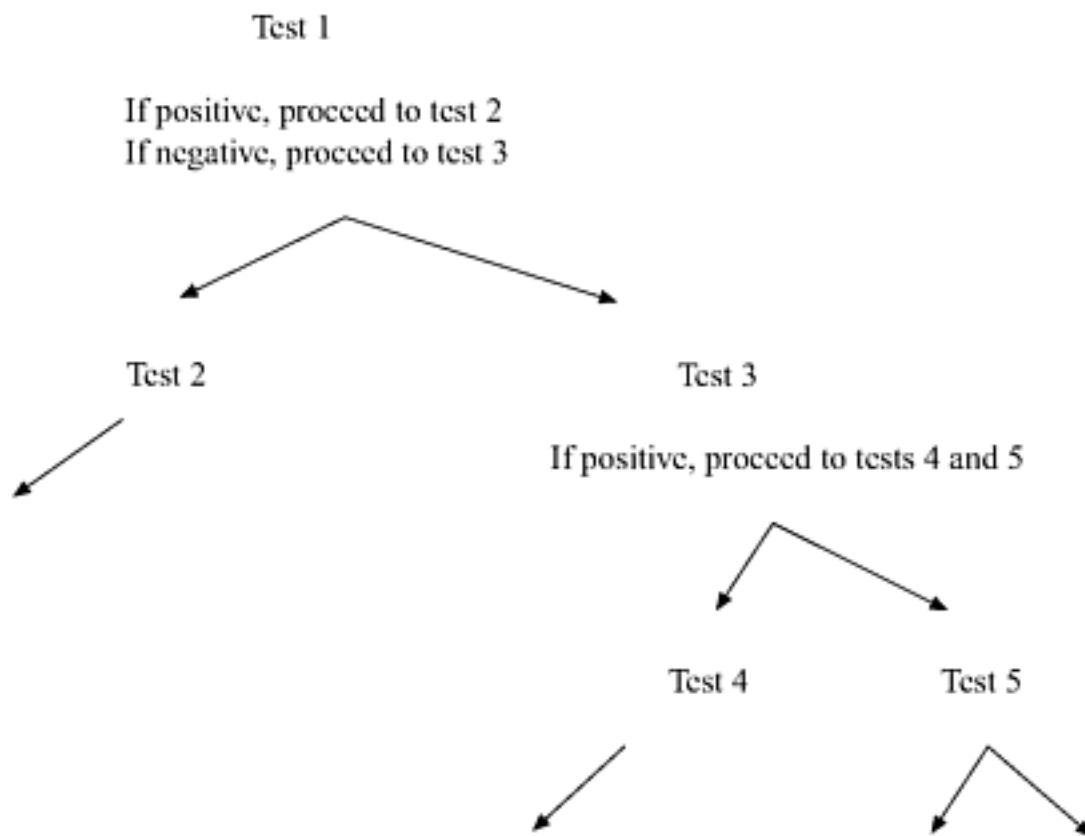 Test 1
If positive, proceed to test 2
If negative, proceed to test 3
Test 2
Test 3
If positive, proceed to tests 4 and 5
Test 4
Test 5